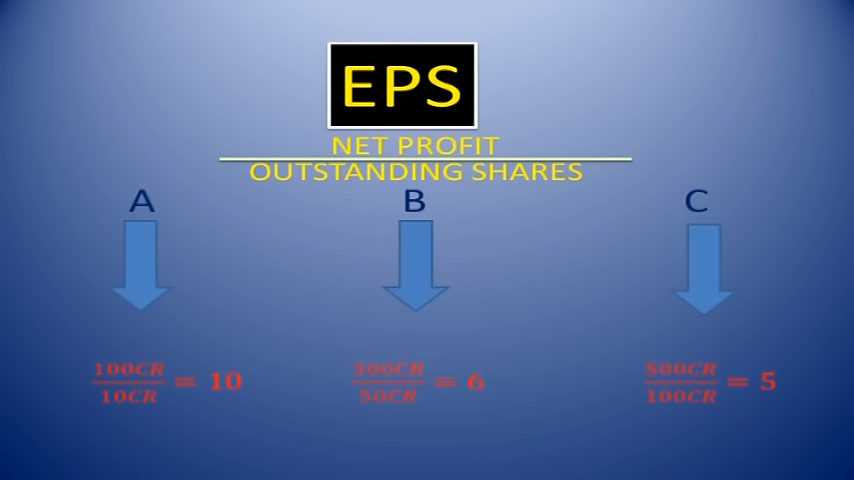 EPS
NET PROFIT
OUTSTANDING SHARES
A B C
100CR 300CR 500CR
= 10 = 6 = 5
10CR 50CR 100CR